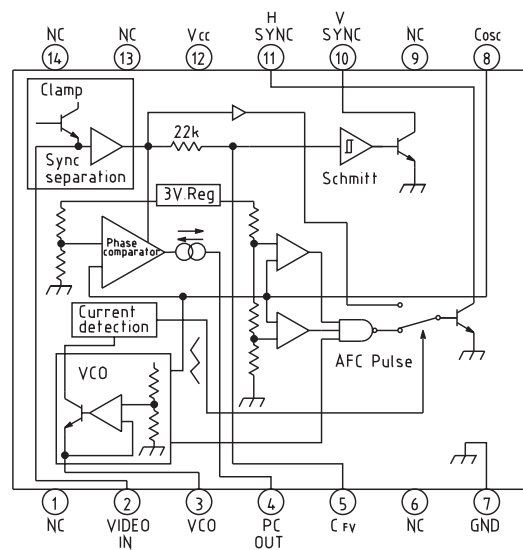 NC
NC
Vcc
H
SYNC
V
SYNC
NC
Cosc
14
13
12
11
10
9
8
Clamp
Sync
separation
22k
Schmitt
3V.Reg
Phase
comparator
Current
detection
VCO
AFC Pulse
1
2
3
4
5
6
7
NC
VIDEO
IN
VCO
PC
OUT
CFV
NC
GND